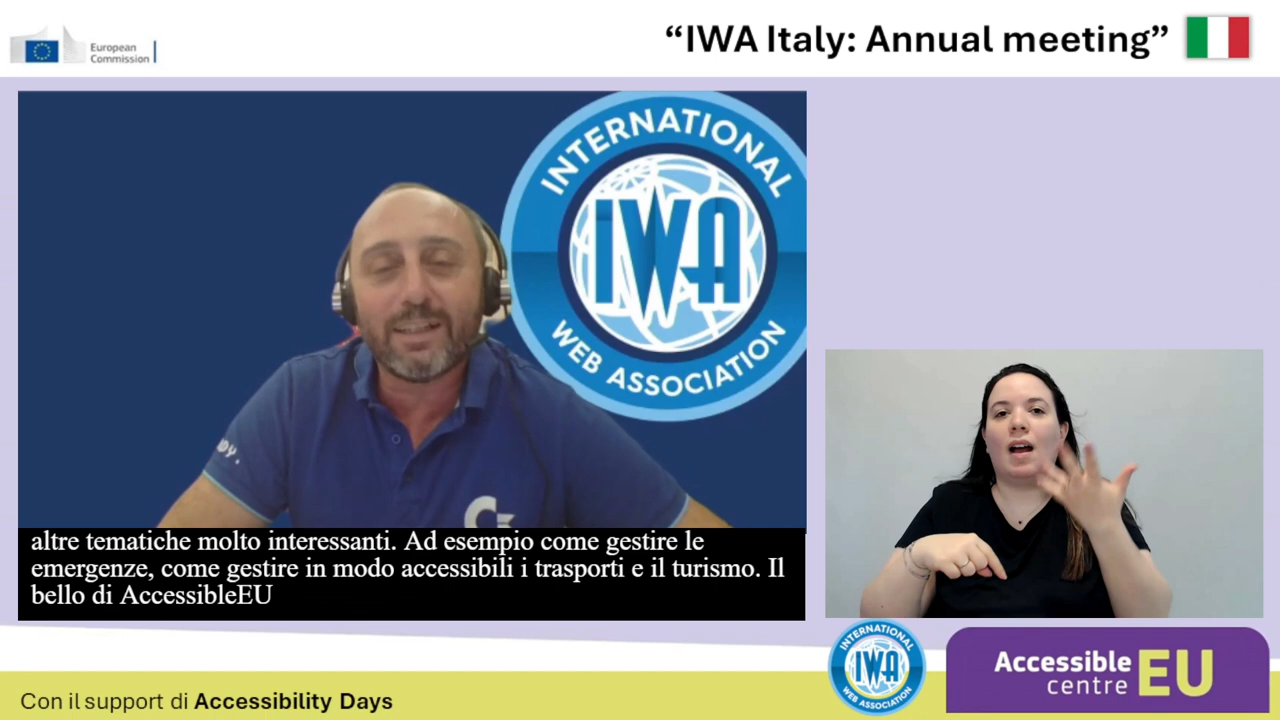 European
Commission
“IWA Italy: Annual meeting”
INTERNATIONAL
IWA
WEB ASSOCIATION
altre tematiche molto interessanti. Ad esempio come gestire le
emergenze, come gestire in modo accessibili i trasporti e il turismo. Il
bello di AccessibleEU
INTERNATIONAL
IWA
WEB ASSOCIATION
Accessible
centre EU
Con il support di Accessibility Days